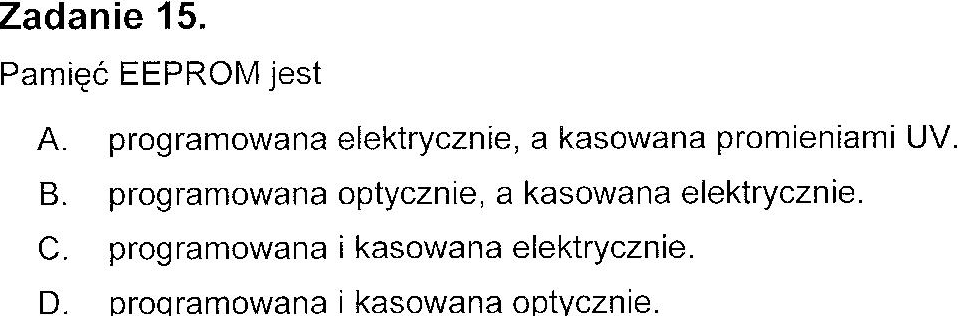 Zadanie 15.
Pamięć EEPROM jest
A. programowana elektrycznie, a kasowana promieniami UV.
B. programowana optycznie, a kasowana elektrycznie.
C. programowana i kasowana elektrycznie.
D. programowana i kasowana optycznie.